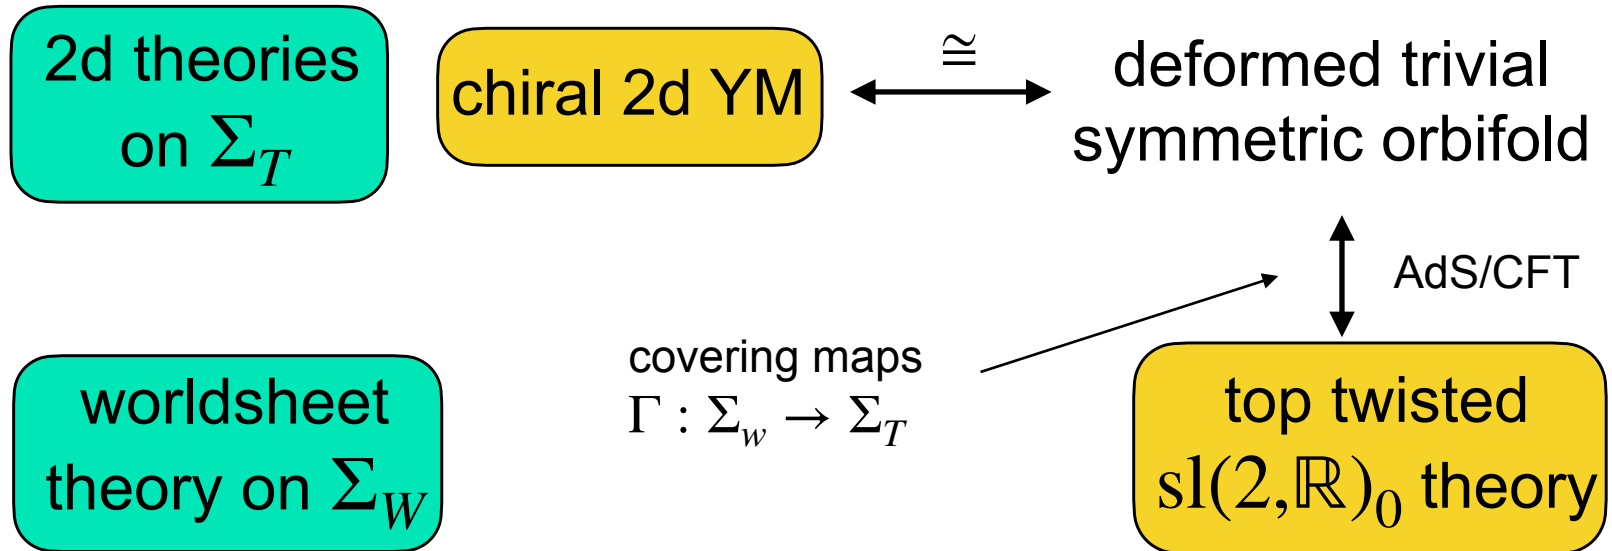 2d theories
on Σ_T
chiral 2d YM
≅
deformed trivial
symmetric orbifold
AdS/CFT
covering maps
Γ : Σ_w → Σ_T
worldsheet
theory on Σ_W
top twisted
sl(2,ℝ)_0 theory